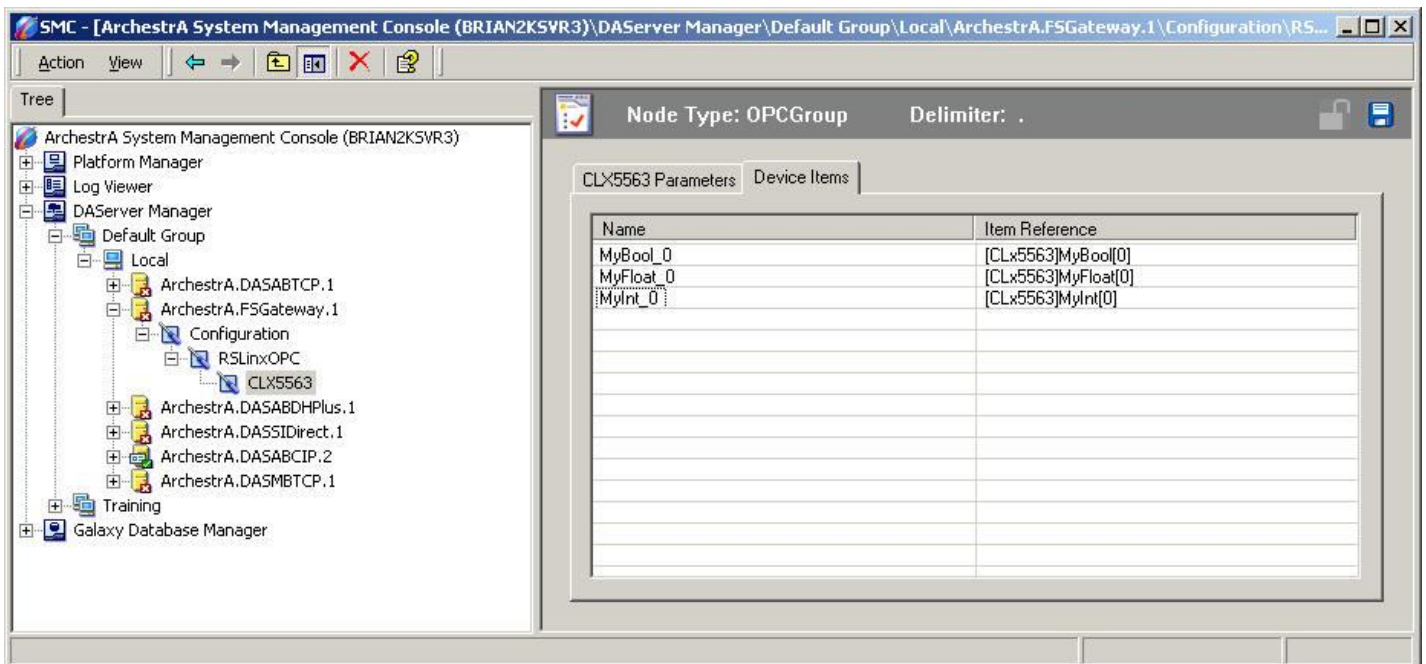 SMC - [ArchestrA System Management Console (BRIAN2KSVR3)\DAServer Manager\Default Group\Local\ArchestrA.FSGateway.1\Configuration\RS...
Action View
Tree
ArchestrA System Management Console (BRIAN2KSVR3)
Platform Manager
Log Viewer
DAServer Manager
Default Group
Local
ArchestrA.DASABTCP.1
ArchestrA.FSGateway.1
Configuration
RSLinxOPC
CLX5563
ArchestrA.DASABDHPlus.1
ArchestrA.DASSIDirect.1
ArchestrA.DASABCIP.2
ArchestrA.DASMBTCP.1
Training
Galaxy Database Manager
Node Type: OPCGroup Delimiter: .
CLX5563 Parameters Device Items
Name Item Reference
MyBool_0 [CLx5563]MyBool[0]
MyFloat_0 [CLx5563]MyFloat[0]
MyInt_0 [CLx5563]MyInt[0]